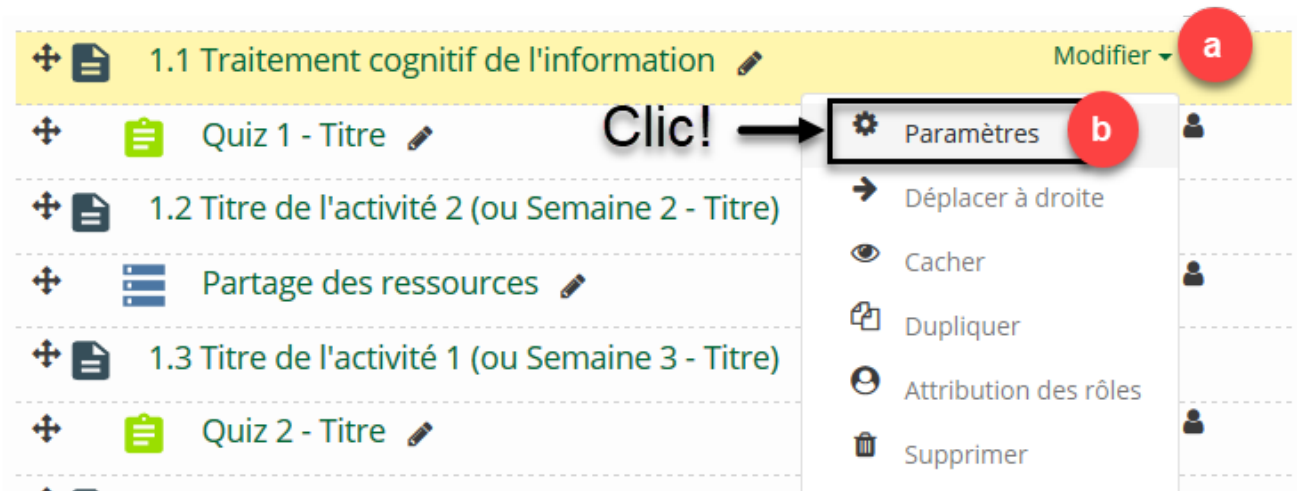 1.1 Traitement cognitif de l'information Modifier a
Quiz 1 - Titre Clic! Paramètres b
1.2 Titre de l'activité 2 (ou Semaine 2 - Titre) Déplacer à droite
Partage des ressources Cacher
Dupliquer
1.3 Titre de l'activité 1 (ou Semaine 3 - Titre)
Attribution des rôles
Quiz 2 - Titre
Supprimer